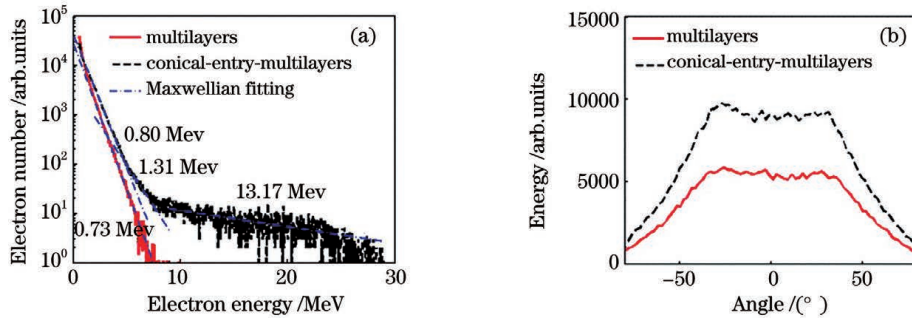 10^5
10^4
10^3
10^2
10^1
10^0
Electron number /arb.units
(a)
multilayers
conical-entry-multilayers
Maxwellian fitting
0.80 Mev
1.31 Mev
13.17 Mev
0.73 Mev
0 10 20 30
Electron energy /MeV
15000
10000
5000
0
Energy /arb.units
(b)
multilayers
conical-entry-multilayers
−50 0 50
Angle /(° )